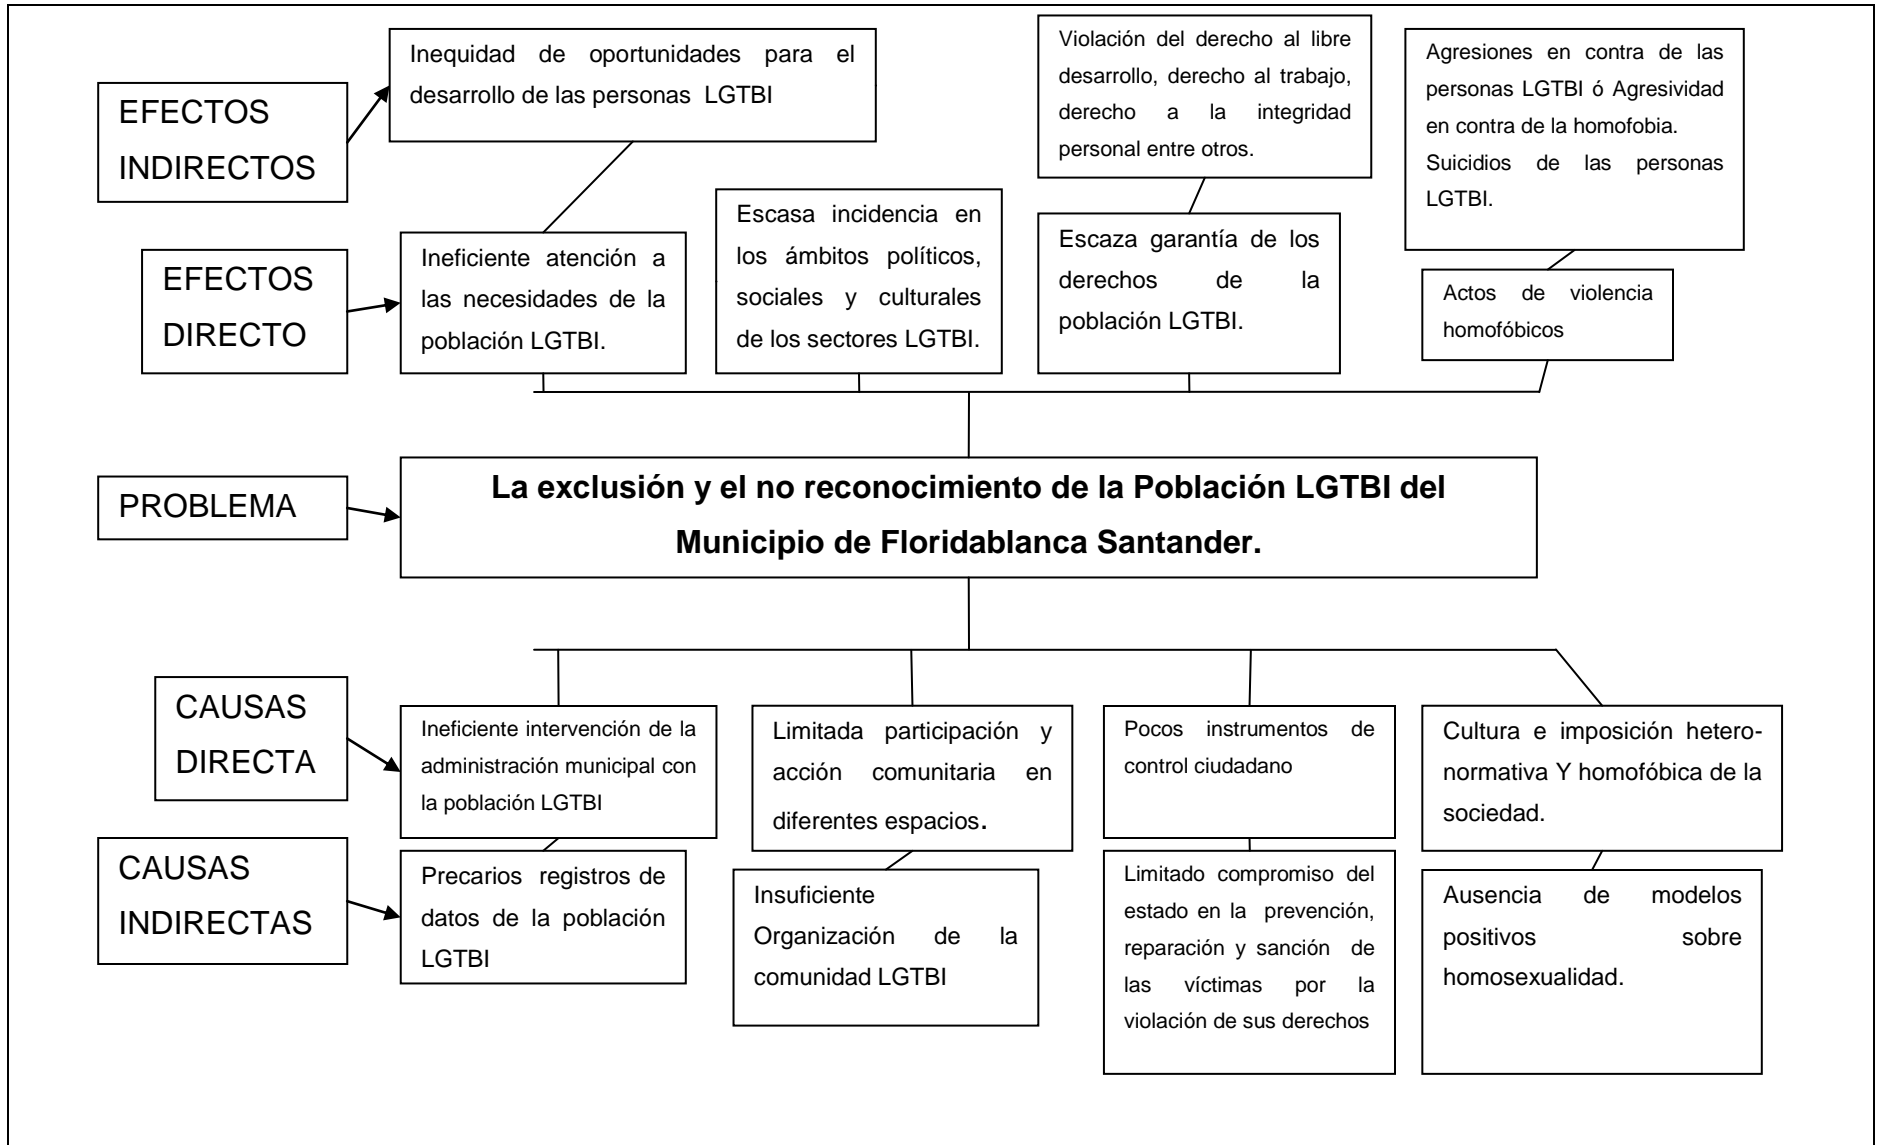 EFECTOS
INDIRECTOS
Inequidad de oportunidades para el
desarrollo de las personas LGTBI
Violación del derecho al libre
desarrollo, derecho al trabajo,
derecho a la integridad
personal entre otros.
Agresiones en contra de las
personas LGTBI ó Agresividad
en contra de la homofobia.
Suicidios de las personas
LGTBI.
EFECTOS
DIRECTO
Ineficiente atención a
las necesidades de la
población LGTBI.
Escasa incidencia en
los ámbitos políticos,
sociales y culturales
de los sectores LGTBI.
Escaza garantía de los
derechos de la
población LGTBI.
Actos de violencia
homofóbicos
PROBLEMA
La exclusión y el no reconocimiento de la Población LGTBI del
Municipio de Floridablanca Santander.
CAUSAS
DIRECTA
Ineficiente intervención de la
administración municipal con
la población LGTBI
Limitada participación y
acción comunitaria en
diferentes espacios.
Pocos instrumentos de
control ciudadano
Cultura e imposición hetero-
normativa Y homofóbica de la
sociedad.
CAUSAS
INDIRECTAS
Precarios registros de
datos de la población
LGTBI
Insuficiente
Organización de la
comunidad LGTBI
Limitado compromiso del
estado en la prevención,
reparación y sanción de
las víctimas por la
violación de sus derechos
Ausencia de modelos
positivos sobre
homosexualidad.